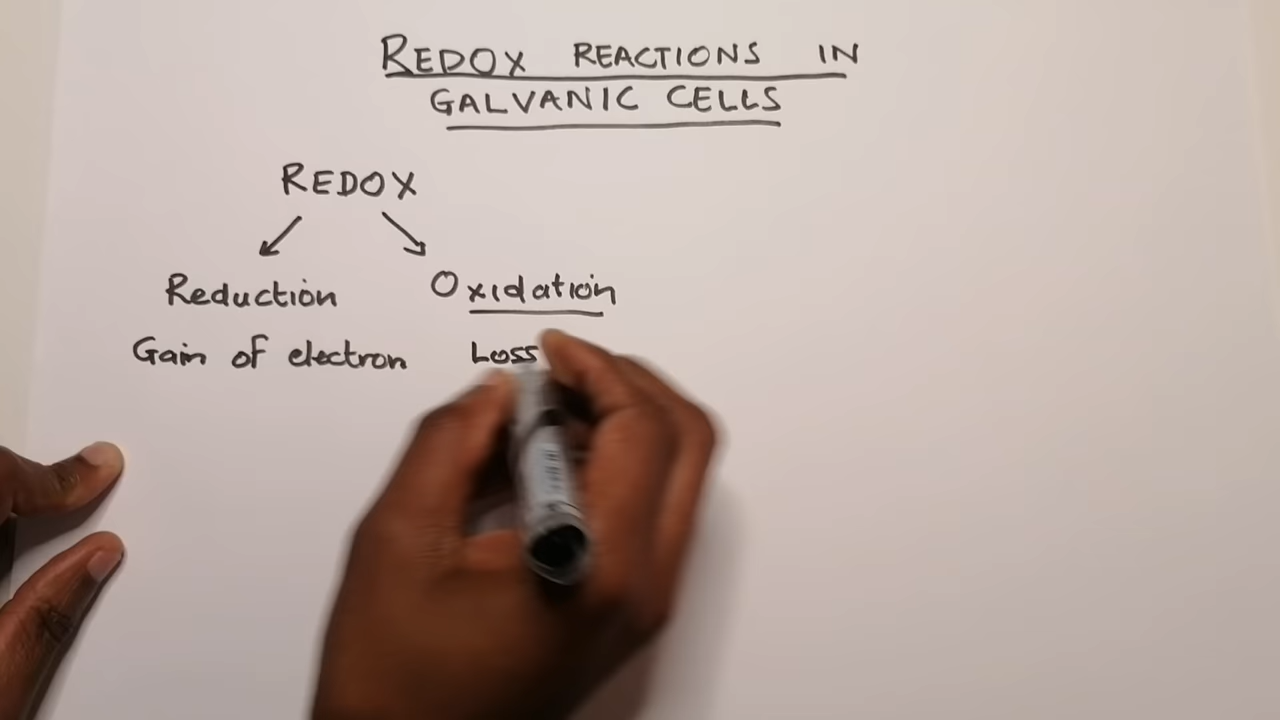 REDOX REACTIONS IN
GALVANIC CELLS
REDOX
Reduction Oxidation
Gain of electron Loss